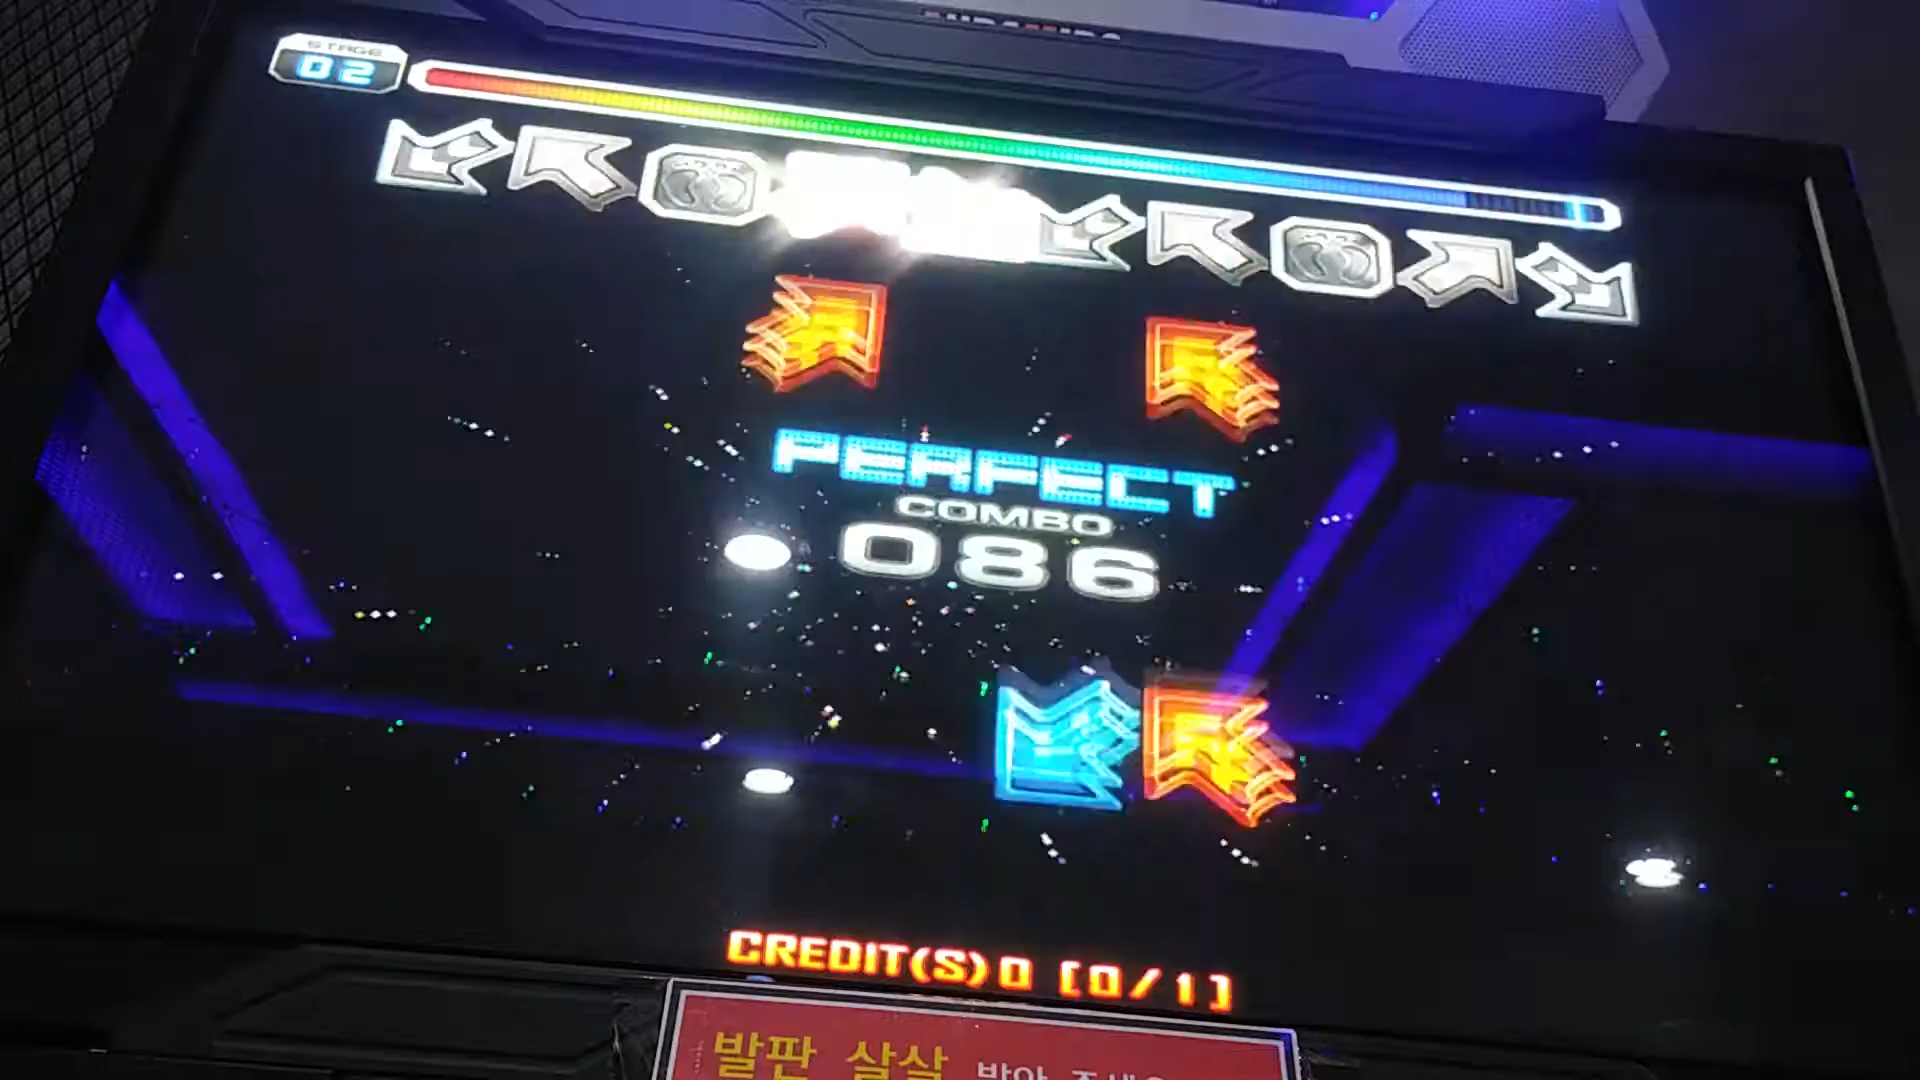 STAGE
02
PERFECT
COMBO
086
CREDIT(S) 0 [0/1]
발판 살살